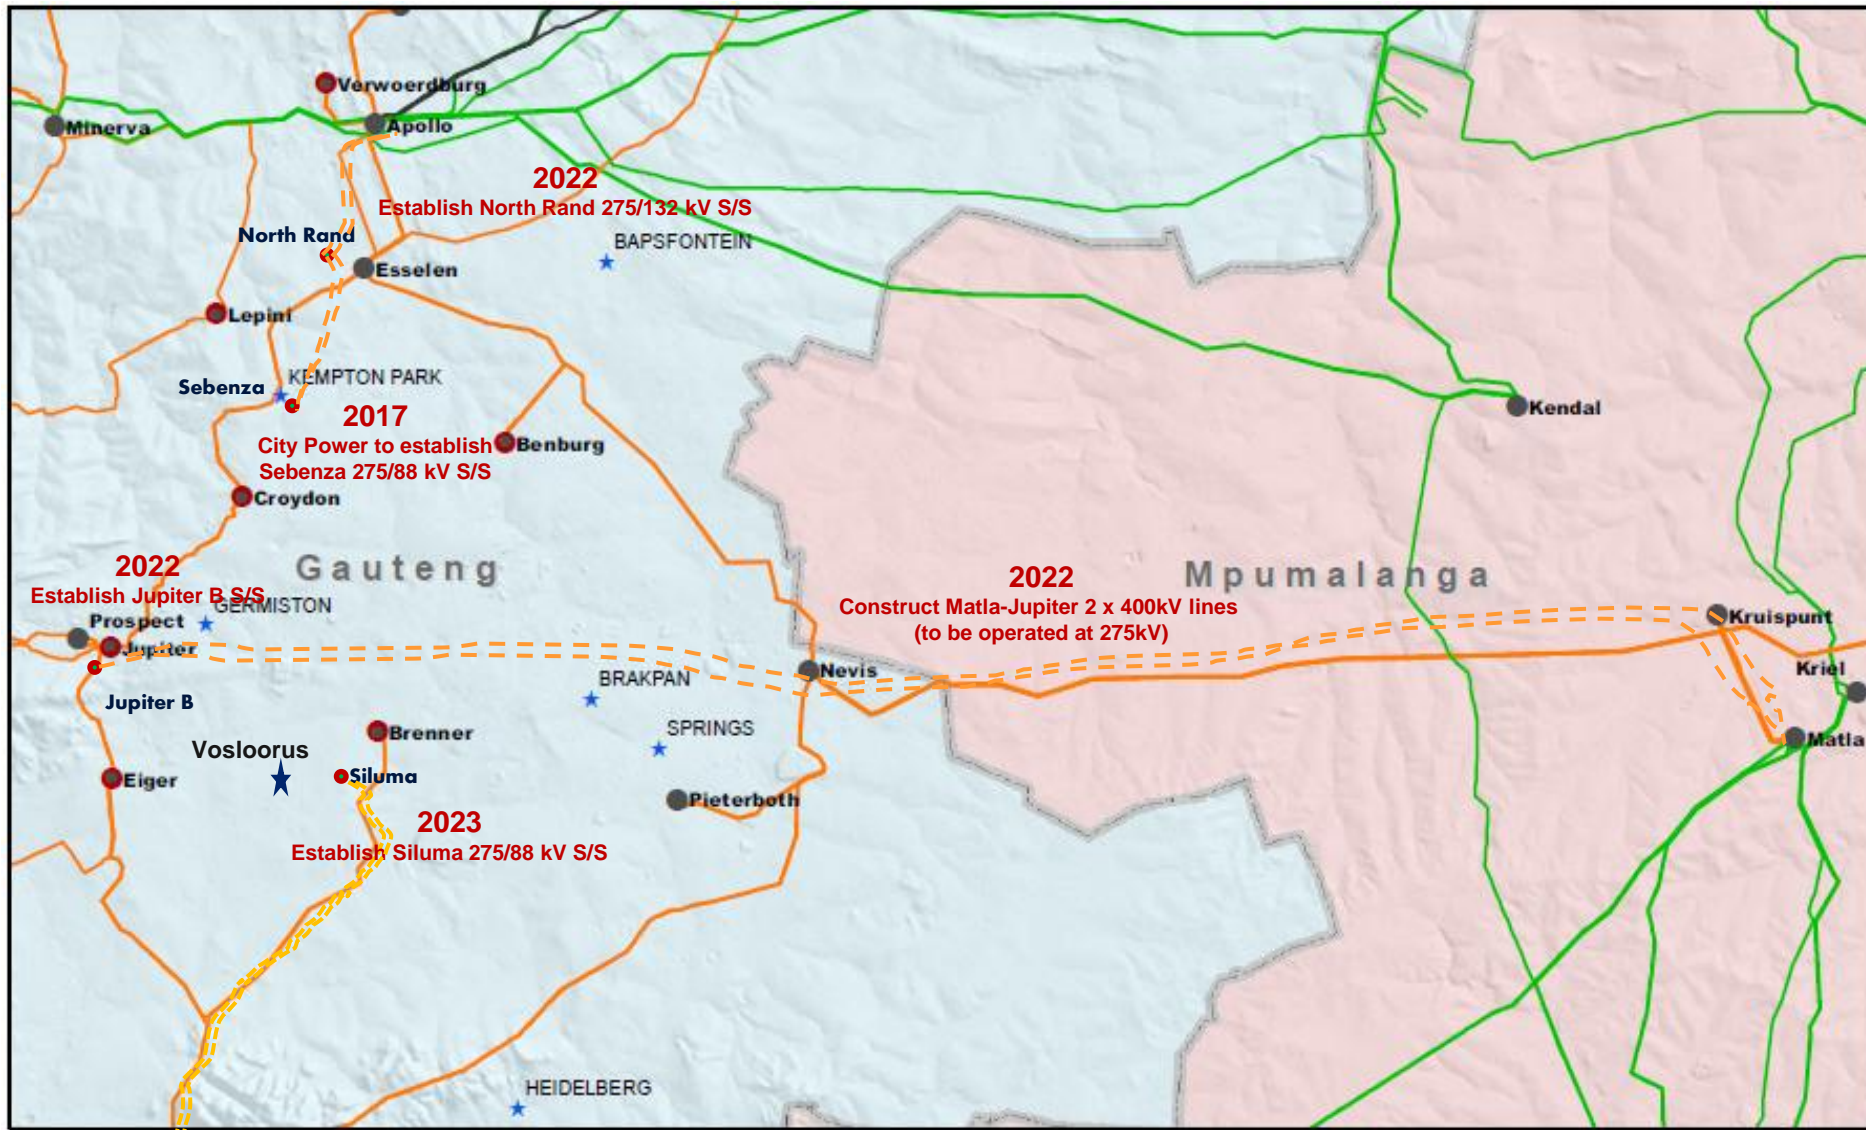 Verwoerdburg
Minerva
Apollo
2022
Establish North Rand 275/132 kV S/S
North Rand
BAPSFONTEIN
Esselen
Lepini
KEMPTON PARK
Sebenza
2017
City Power to establish
Sebenza 275/88 kV S/S
Benburg
Kendal
Croydon
Gauteng
Mpumalanga
2022
Establish Jupiter B S/S
GERMISTON
2022
Construct Matla-Jupiter 2 x 400kV lines
(to be operated at 275kV)
Prospect
Kruispunt
Jupiter
Nevis
Kriel
BRAKPAN
Jupiter B
SPRINGS
Brenner
Matla
Vosloorus
Siluma
Eiger
Pieterboth
2023
Establish Siluma 275/88 kV S/S
HEIDELBERG